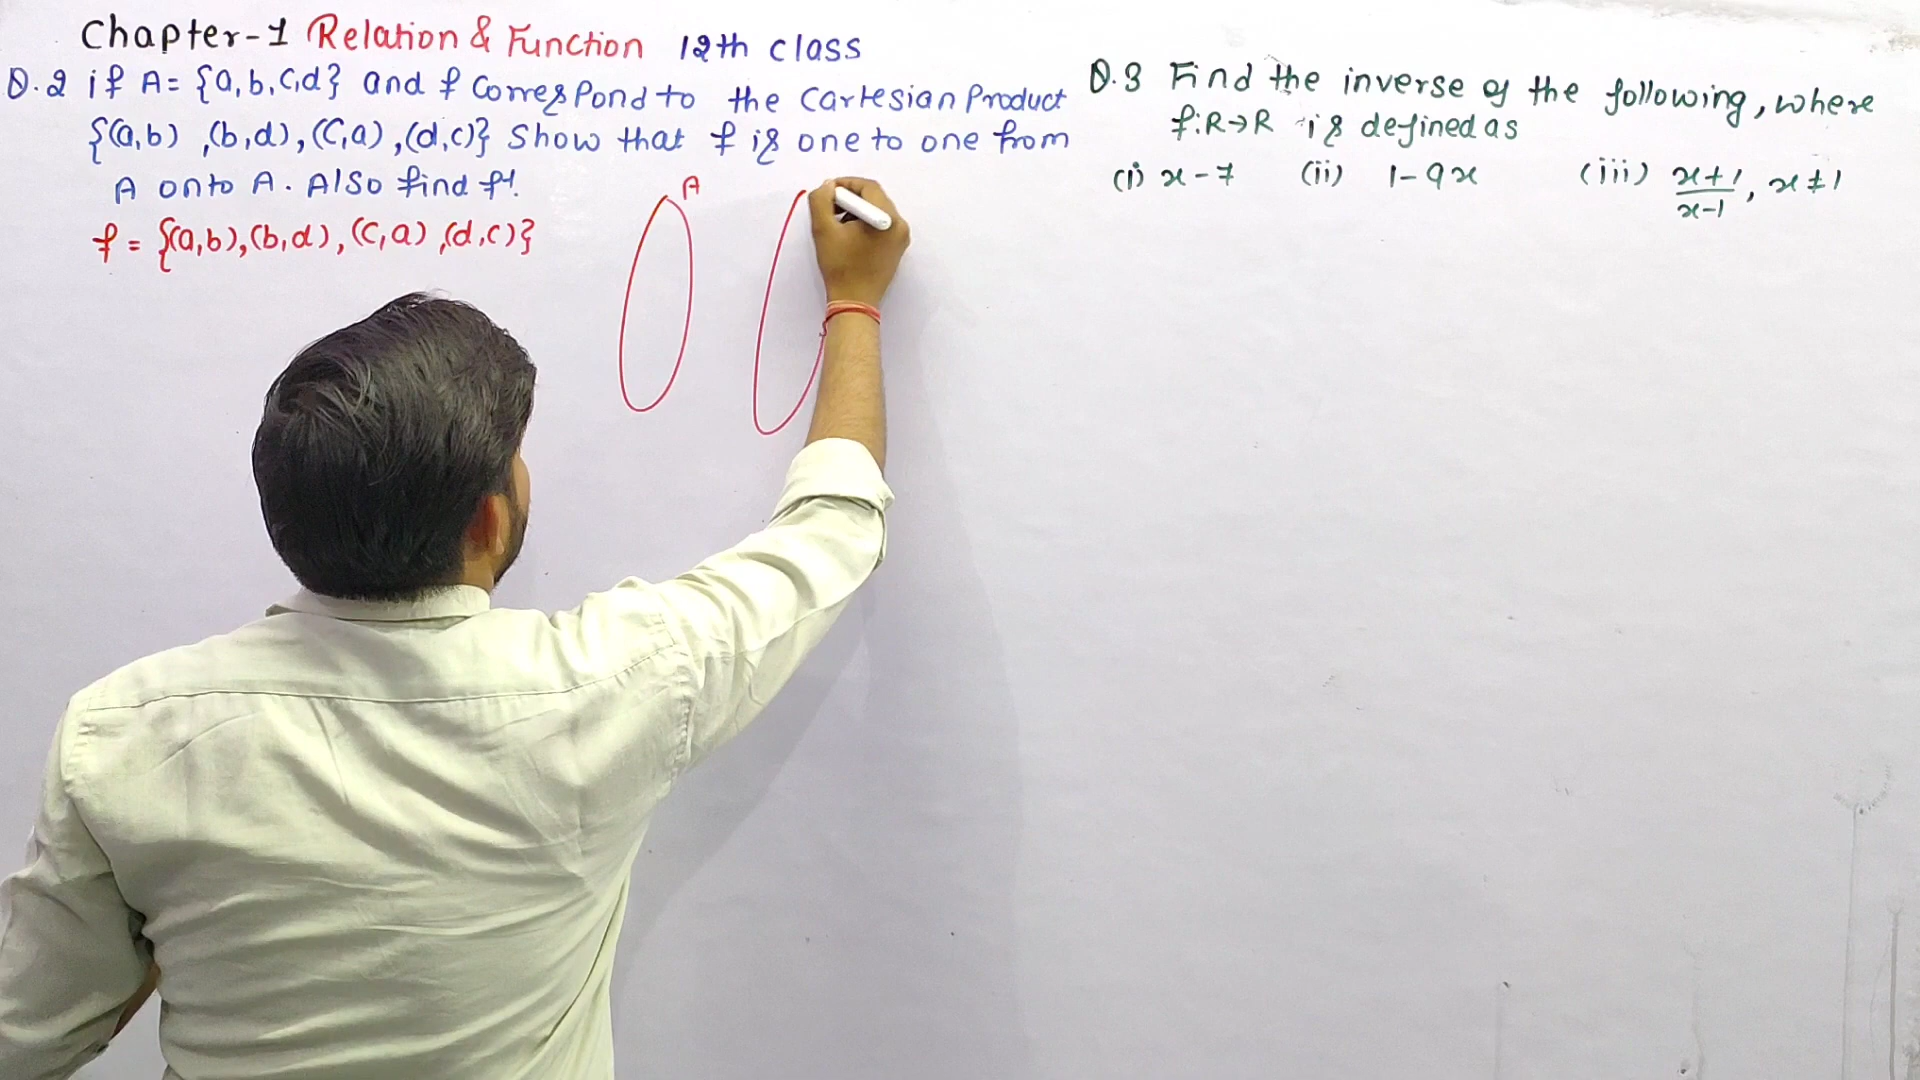 Chapter-1 Relation & Function 12th class
Q.2 if A= {a,b,c,d} and f Correspond to the Cartesian Product
{(a,b) ,(b,d),(c,a) ,(d,c)} Show that f is one to one from
A onto A. Also find f⁻¹.
f = {(a,b),(b,d),(c,a),(d,c)}
A
Q.3 Find the inverse of the following, where
f:R→R is defined as
(i) x-7 (ii) 1-9x (iii) x+1/x-1, x≠1